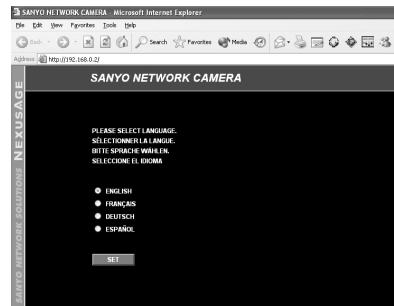 SANYO NETWORK CAMERA - Microsoft Internet Explorer
File Edit View Favorites Tools Help
Back Search Favorites Media
Address http://192.168.0.2/
SANYO NETWORK CAMERA
PLEASE SELECT LANGUAGE.
SÉLECTIONNER LA LANGUE.
BITTE SPRACHE WÄHLEN.
SELECCIONE EL IDIOMA
ENGLISH
FRANÇAIS
DEUTSCH
ESPAÑOL
SET
SANYO NETWORK SOLUTIONS NEXUSAGE